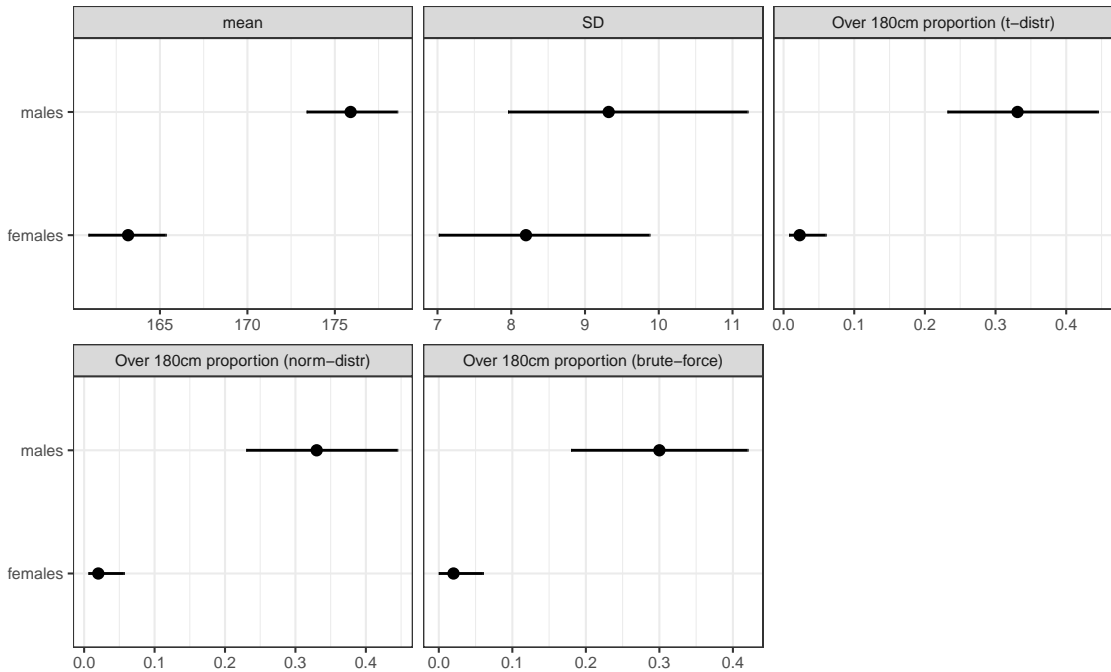 mean
SD
Over 180cm proportion (t−distr)
males
females
165 170 175
7 8 9 10 11
0.0 0.1 0.2 0.3 0.4
Over 180cm proportion (norm−distr)
Over 180cm proportion (brute−force)
males
females
0.0 0.1 0.2 0.3 0.4
0.0 0.1 0.2 0.3 0.4